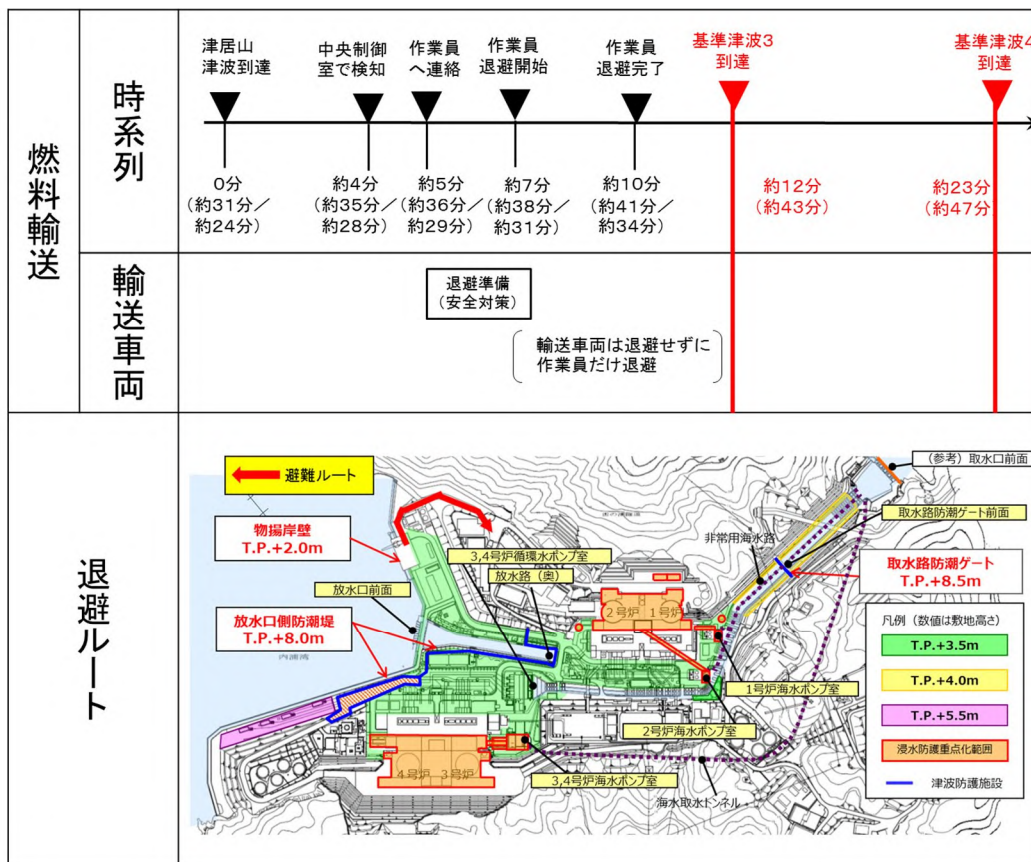 燃料輸送
時系列
津居山
津波到達
中央制御
室で検知
作業員
へ連絡
作業員
退避開始
作業員
退避完了
基準津波3
到達
基準津波4
到達
0分
(約31分/
約24分)
約4分
(約35分/
約28分)
約5分
(約36分/
約29分)
約7分
(約38分/
約31分)
約10分
(約41分/
約34分)
約12分
(約43分)
約23分
(約47分)
輸送車両
退避準備
(安全対策)
輸送車両は退避せずに
作業員だけ退避
退避ルート
避難ルート
(参考)取水口前面
物揚岸壁
T.P.+2.0m
取水路防潮ゲート前面
非常用海水路
3,4号炉循環水ポンプ室
放水路(奥)
取水路防潮ゲート
T.P.+8.5m
放水口前面
2号炉
1号炉
放水口側防潮堤
T.P.+8.0m
内浦湾
凡例(数値は敷地高さ)
T.P.+3.5m
T.P.+4.0m
T.P.+5.5m
浸水防護重点化範囲
津波防護施設
1号炉海水ポンプ室
2号炉海水ポンプ室
4号炉
3号炉
3,4号炉海水ポンプ室
海水取水トンネル